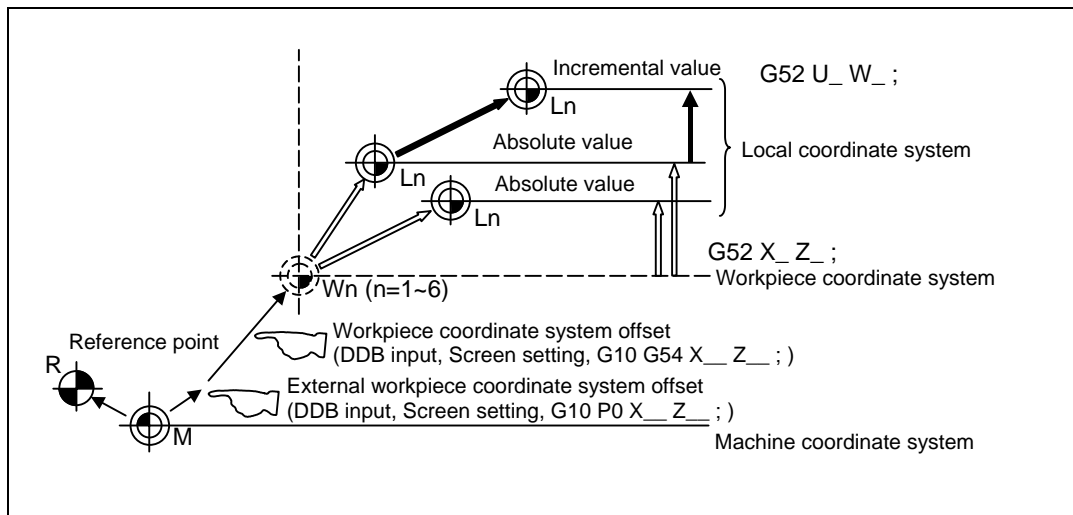 Incremental value
G52 U_ W_ ;
Ln
Absolute value
Local coordinate system
Ln
Absolute value
Ln
G52 X_ Z_ ;
Workpiece coordinate system
Wn (n=1~6)
Reference point
Workpiece coordinate system offset
(DDB input, Screen setting, G10 G54 X__ Z__ ; )
R
External workpiece coordinate system offset
(DDB input, Screen setting, G10 P0 X__ Z__ ; )
M
Machine coordinate system